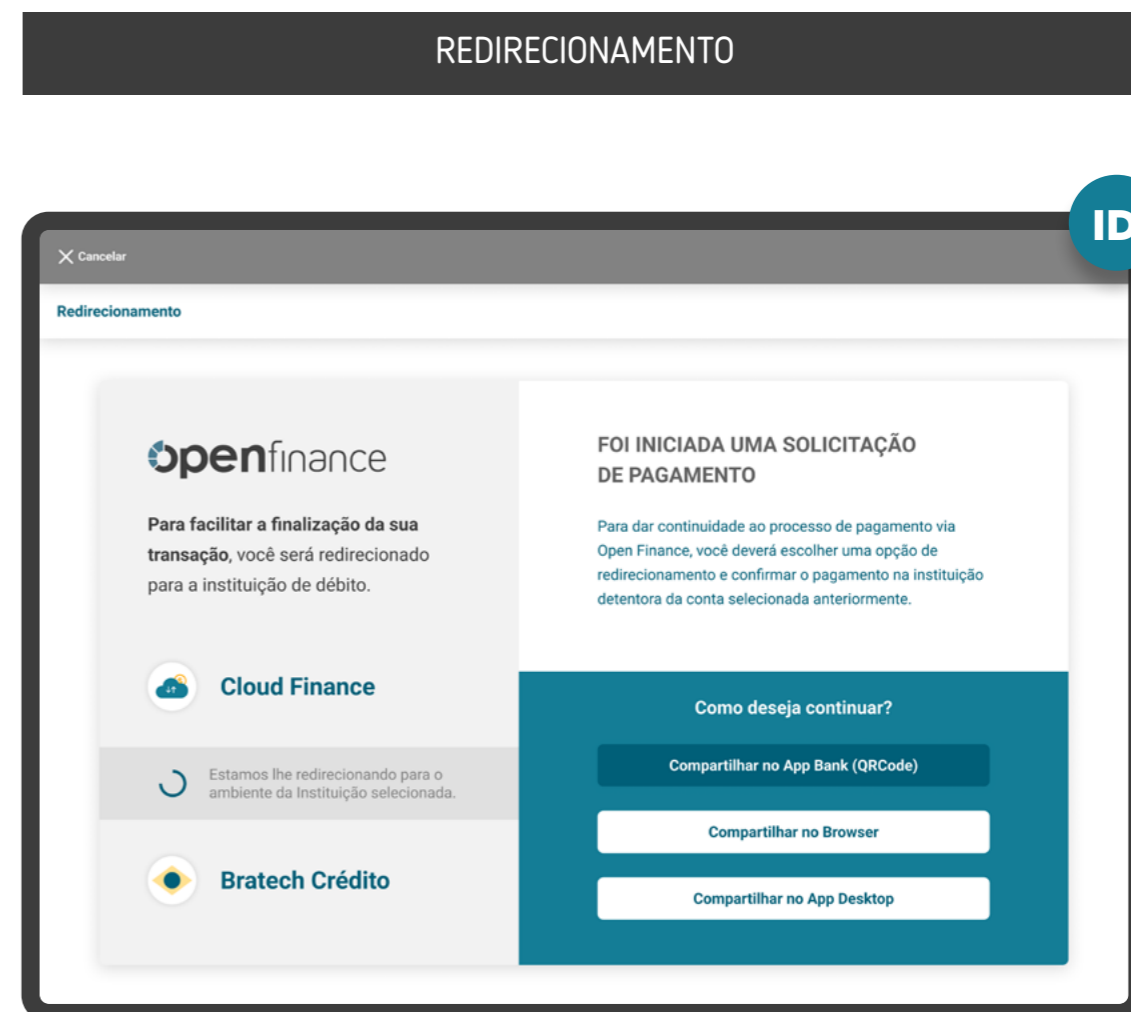 REDIRECIONAMENTO
ID
Cancelar
Redirecionamento
openfinance
Para facilitar a finalização da sua
transação, você será redirecionado
para a instituição de débito.
Cloud Finance
Estamos lhe redirecionando para o
ambiente da Instituição selecionada.
Bratech Crédito
FOI INICIADA UMA SOLICITAÇÃO
DE PAGAMENTO
Para dar continuidade ao processo de pagamento via
Open Finance, você deverá escolher uma opção de
redirecionamento e confirmar o pagamento na instituição
detentora da conta selecionada anteriormente.
Como deseja continuar?
Compartilhar no App Bank (QRCode)
Compartilhar no Browser
Compartilhar no App Desktop